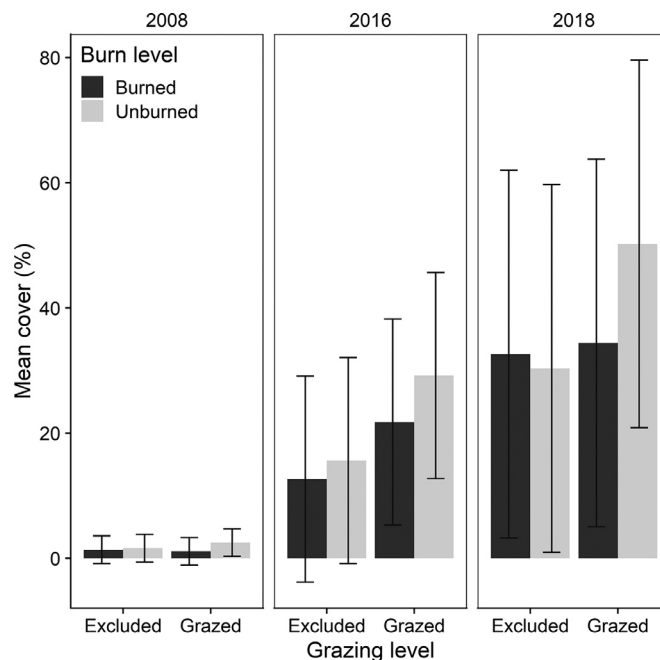 2008 2016 2018
Burn level
Burned
Unburned
80
60
40
20
0
Mean cover (%)
Excluded Grazed Excluded Grazed Excluded Grazed
Grazing level